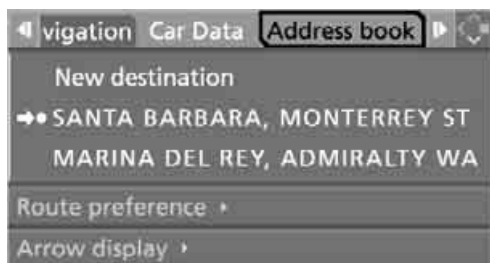 vigation Car Data Address book
New destination
SANTA BARBARA, MONTERREY ST
MARINA DEL REY, ADMIRALTY WA
Route preference
Arrow display